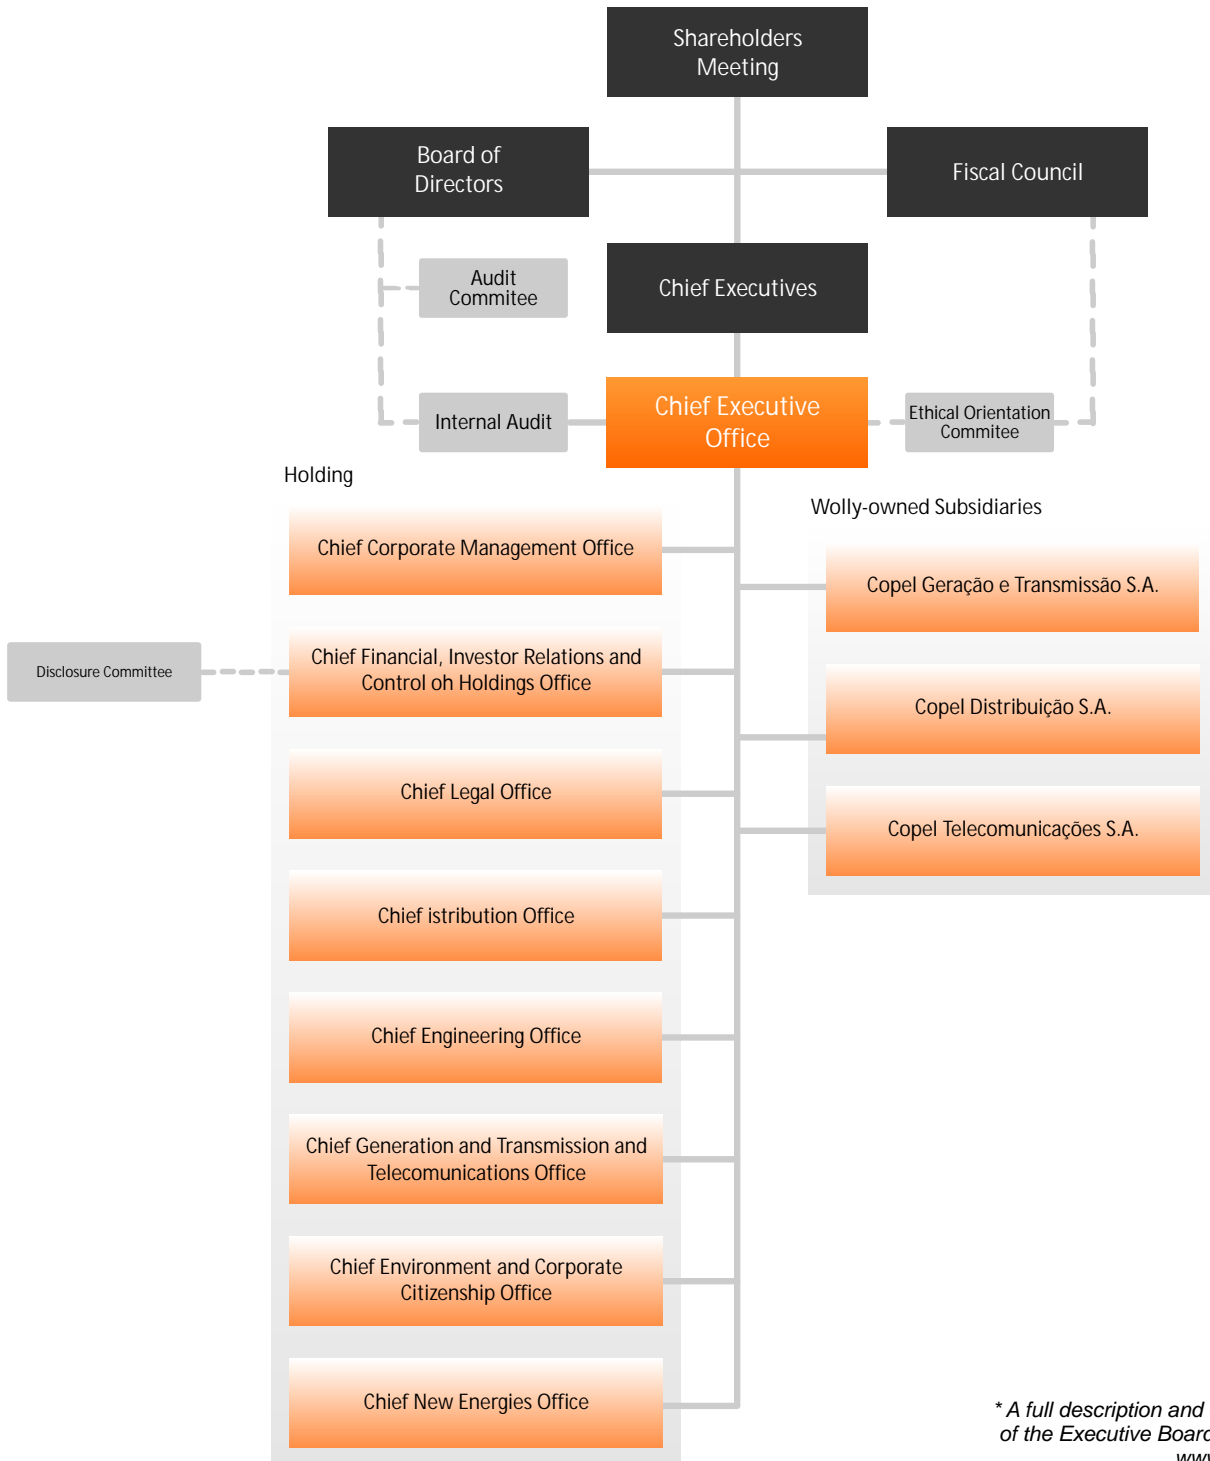 Shareholders
Meeting
Board of
Directors
Fiscal Council
Audit
Commitee
Chief Executives
Internal Audit
Chief Executive
Office
Ethical Orientation
Commitee
Holding
Wolly-owned Subsidiaries
Chief Corporate Management Office
Copel Geração e Transmissão S.A.
Disclosure Committee
Chief Financial, Investor Relations and
Control oh Holdings Office
Copel Distribuição S.A.
Chief Legal Office
Copel Telecomunicações S.A.
Chief istribution Office
Chief Engineering Office
Chief Generation and Transmission and
Telecomunications Office
Chief Environment and Corporate
Citizenship Office
Chief New Energies Office
* A full description and
of the Executive Board
www